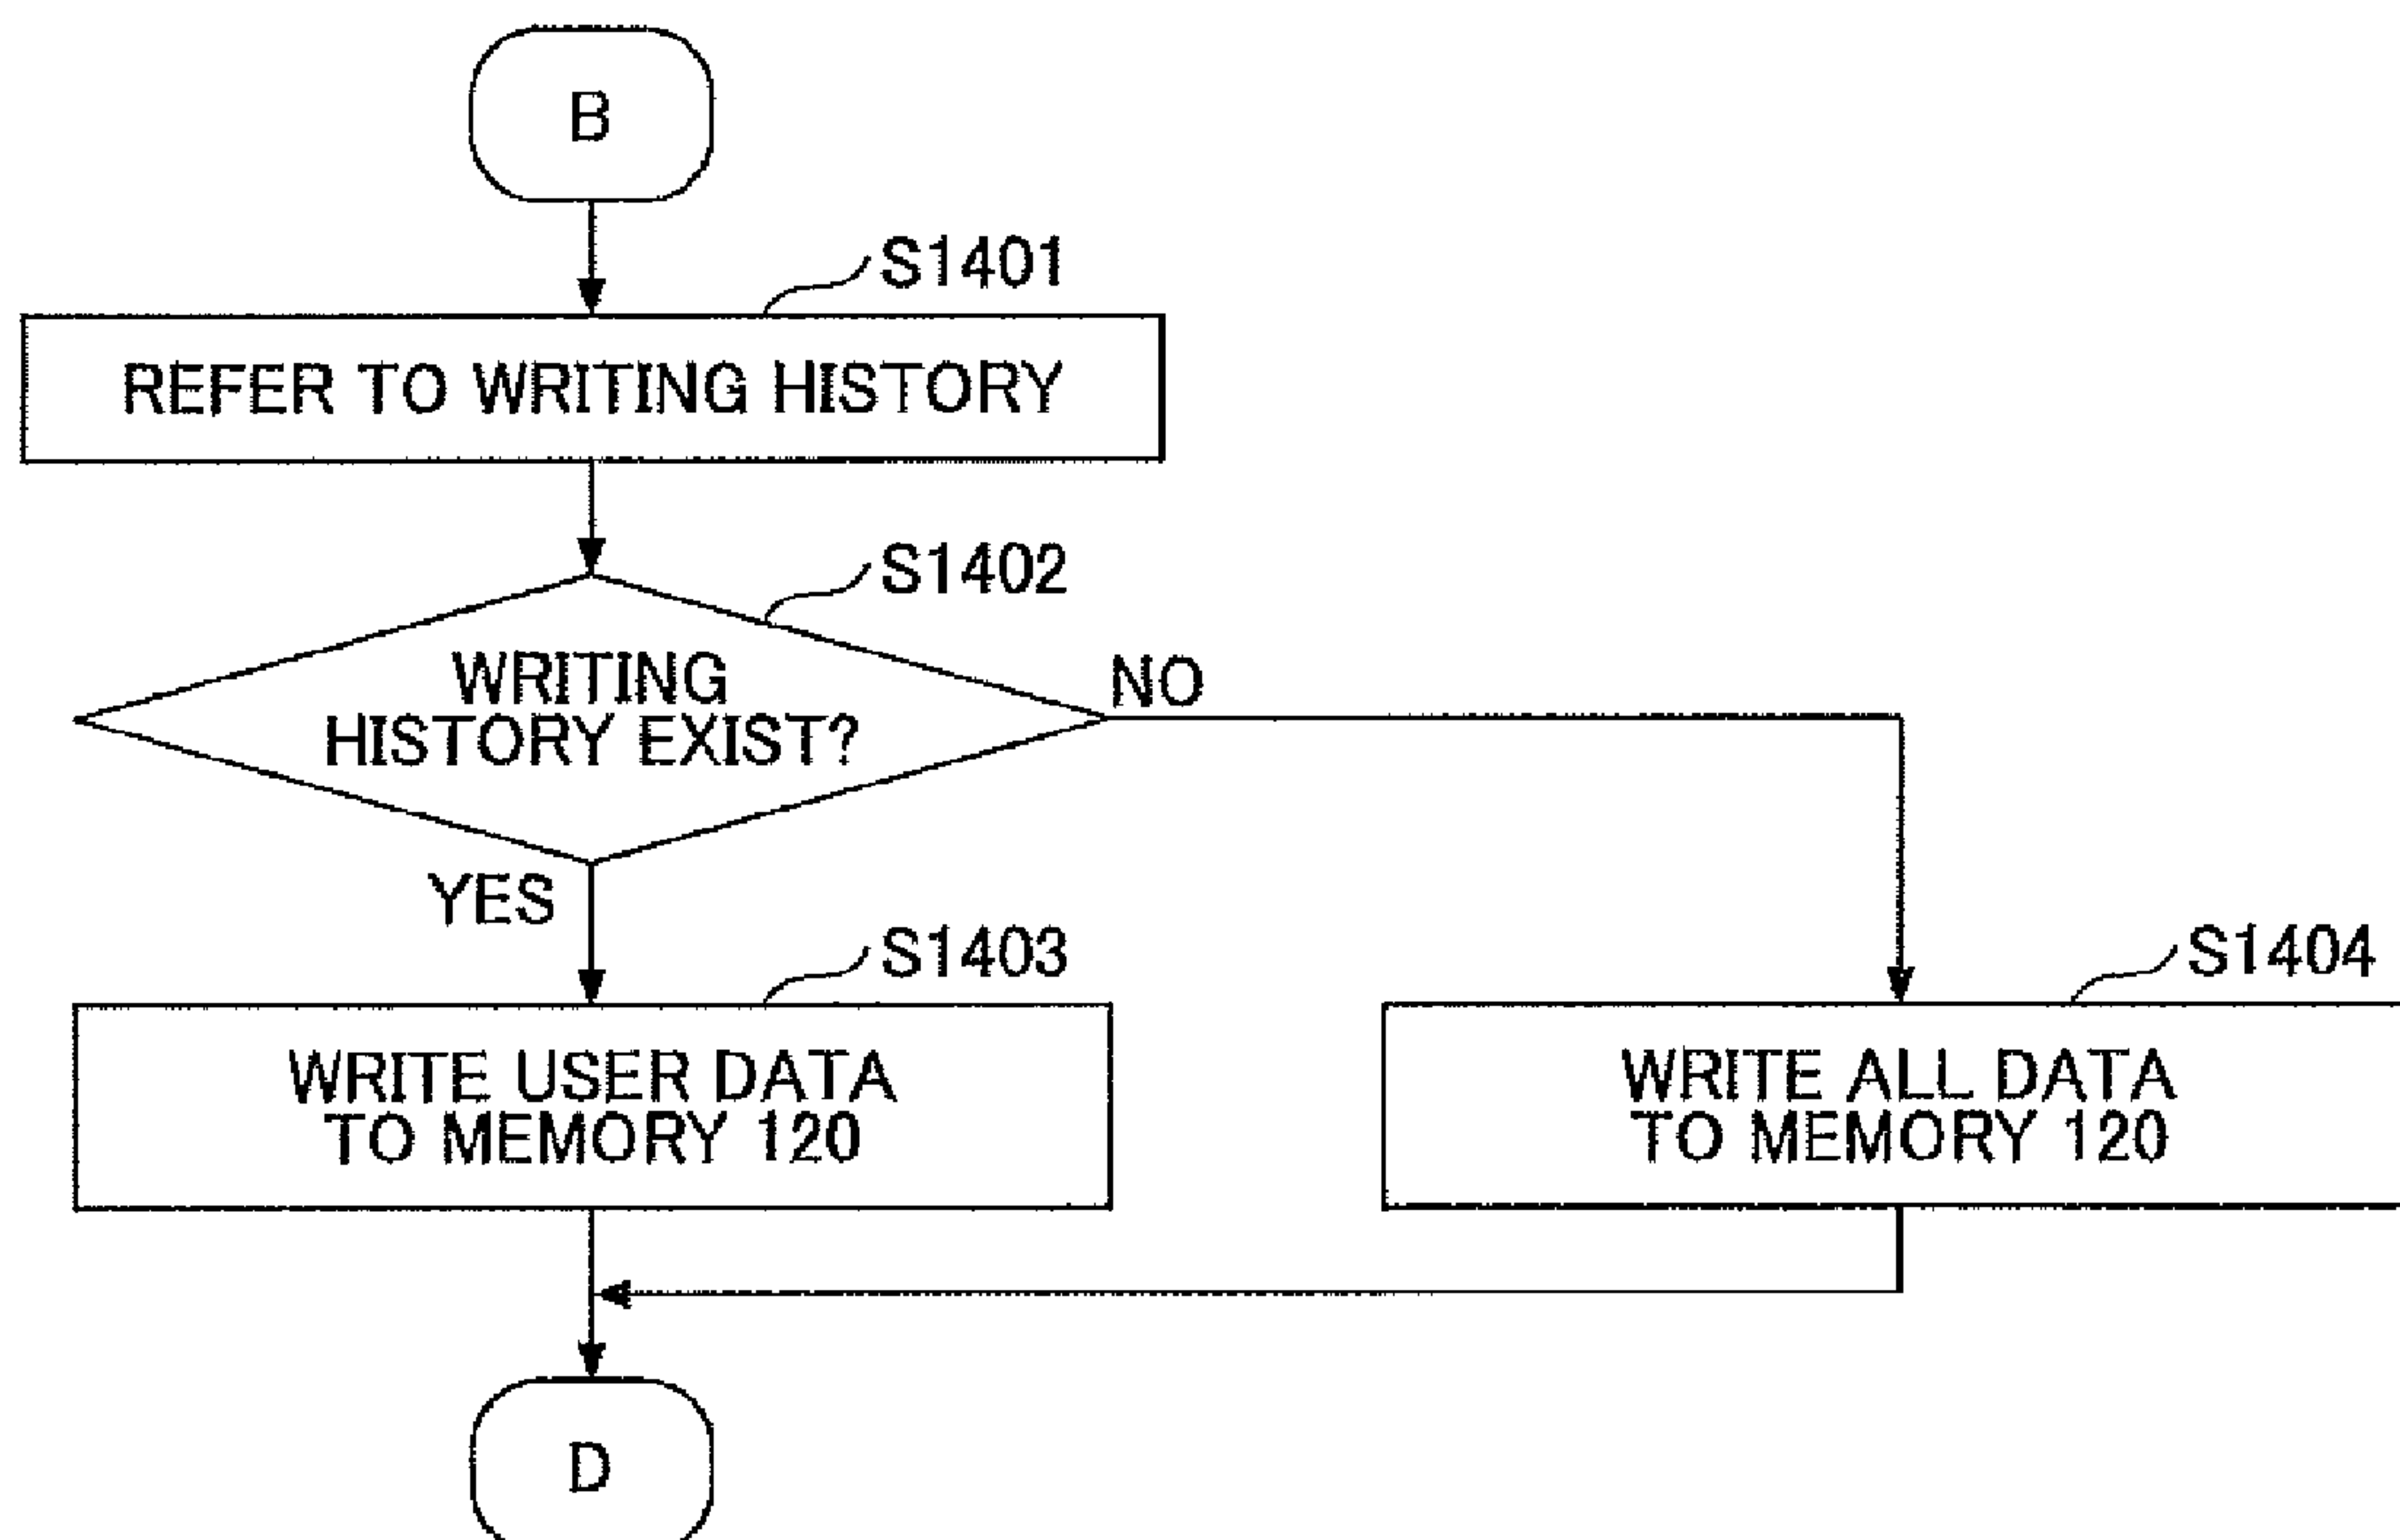 B
S1401
REFER TO WRITING HISTORY
S1402
WRITING
HISTORY EXIST?
NO
YES
S1403
S1404
WRITE USER DATA
TO MEMORY 120
WRITE ALL DATA
TO MEMORY 120
D